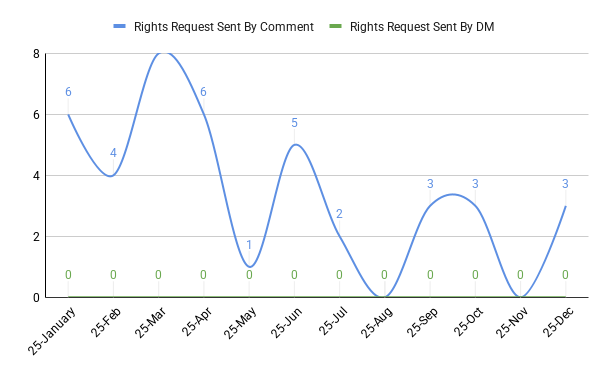 Rights Request Sent By Comment Rights Request Sent By DM
8
6
4
2
0
6 4 6 1 5 2 3 3 3
0 0 0 0 0 0 0 0 0 0 0 0
25-January 25-Feb 25-Mar 25-Apr 25-May 25-Jun 25-Jul 25-Aug 25-Sep 25-Oct 25-Nov 25-Dec